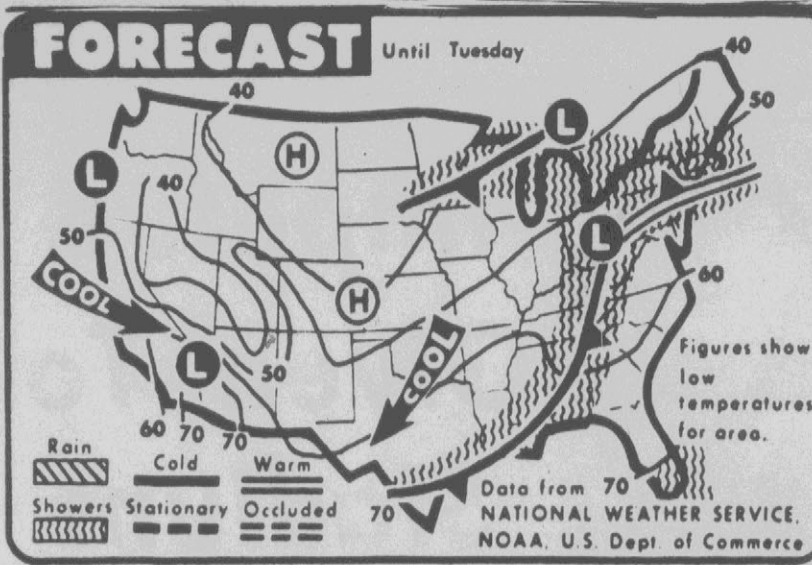 FORECAST Until Tuesday
40
40
50
L
H
L
40
50
L
COOL
H
60
COOL
L
50
Figures show
low
temperatures
for area.
60 70 70
Rain
Cold Warm
Showers Stationary Occluded
70
Data from 70
NATIONAL WEATHER SERVICE,
NOAA, U.S. Dept. of Commerce